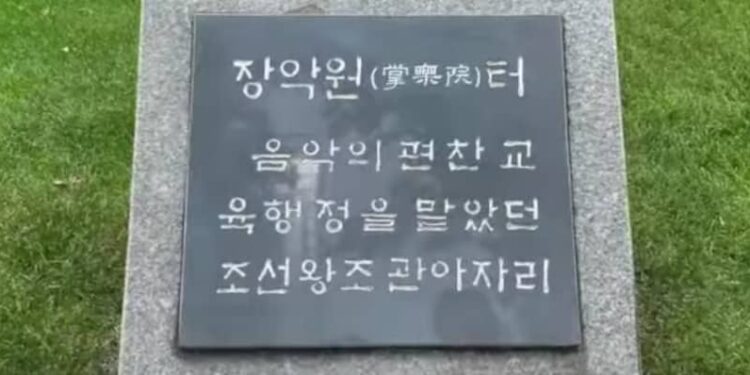 장악원(掌樂院)터
음악의 편찬 교
육행정을 맡았던
조선왕조 관아자리